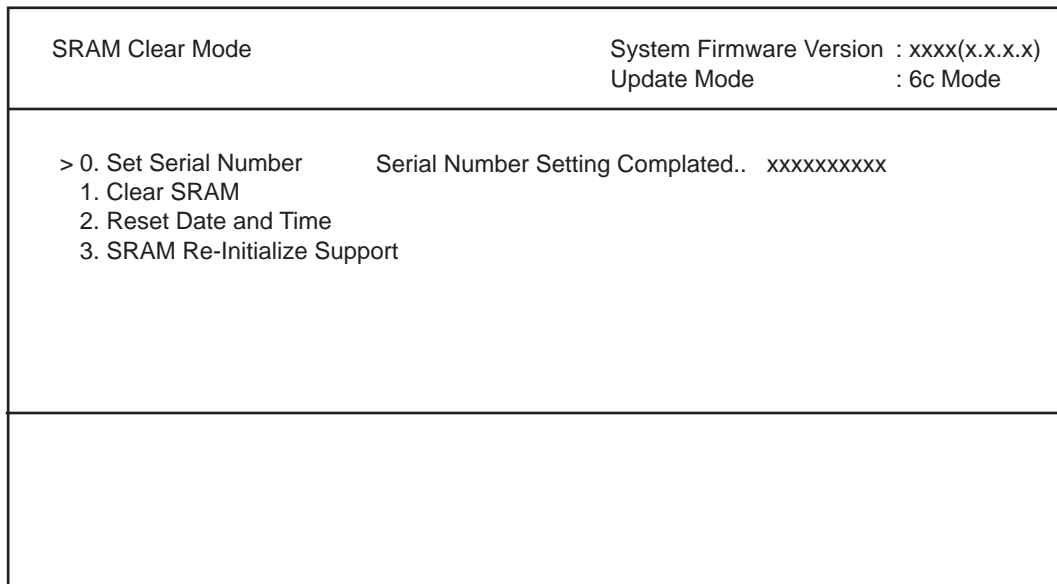 SRAM Clear Mode System Firmware Version : xxxx(x.x.x.x)
Update Mode : 6c Mode
> 0. Set Serial Number Serial Number Setting Complated.. xxxxxxxxxx
1. Clear SRAM
2. Reset Date and Time
3. SRAM Re-Initialize Support